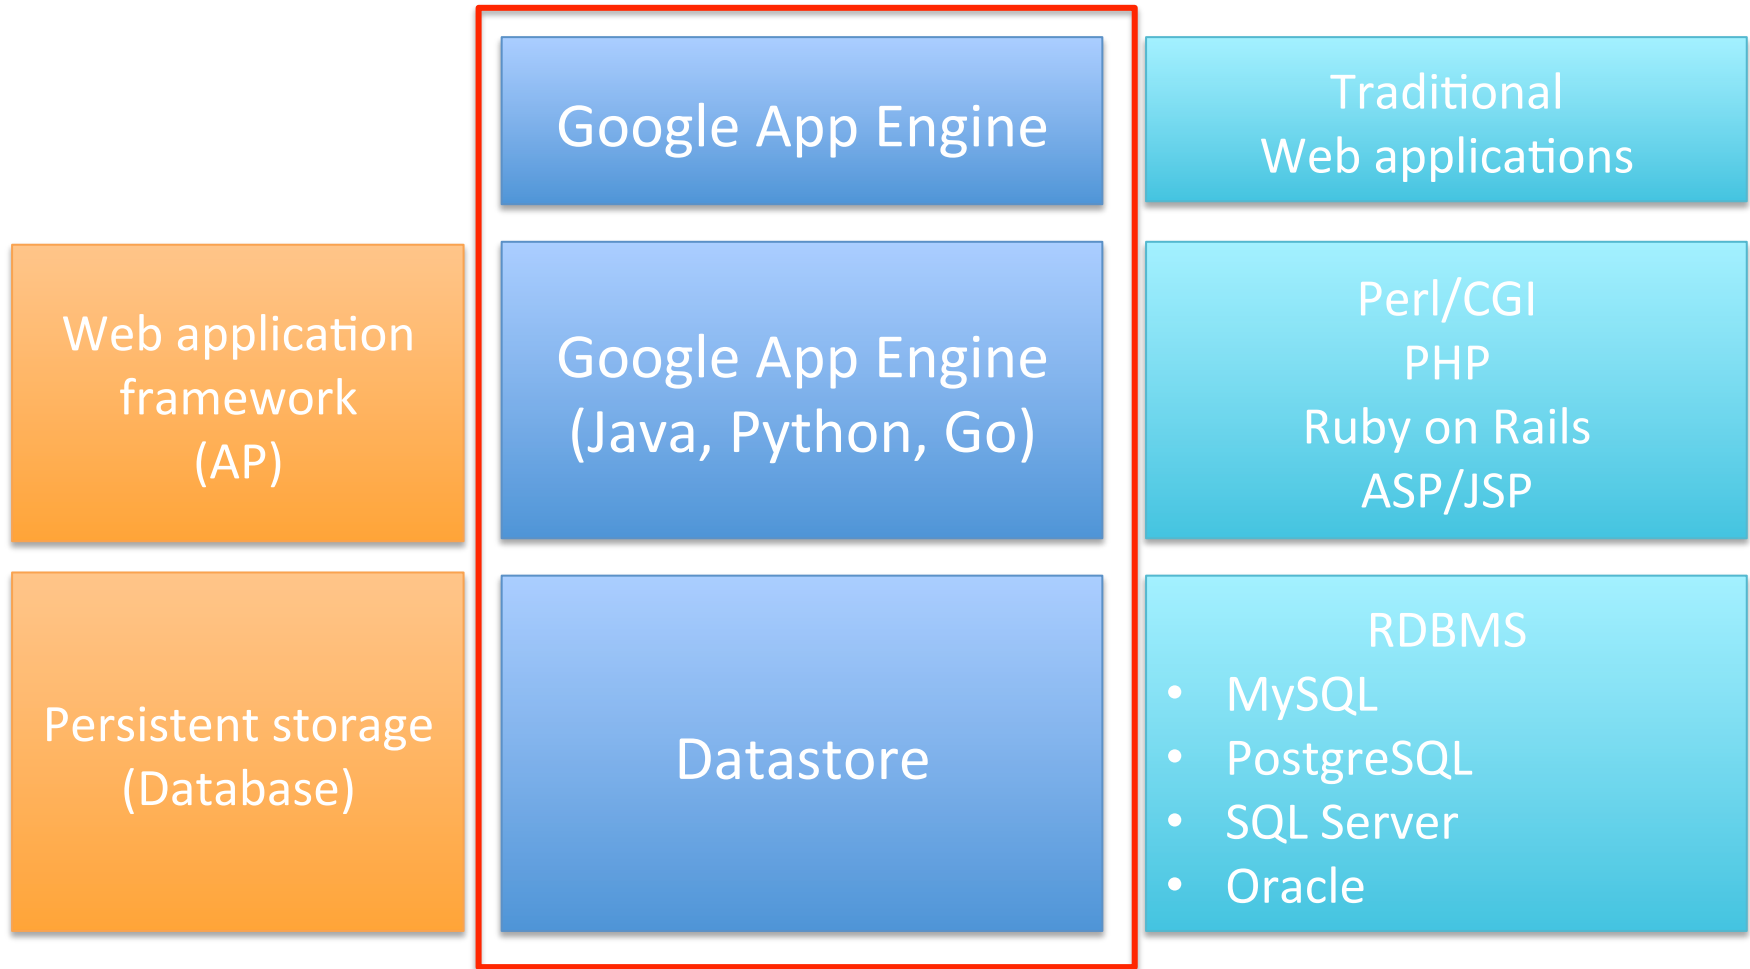 Google App Engine
Traditional
Web applications
Web application
framework
(AP)
Google App Engine
(Java, Python, Go)
Perl/CGI
PHP
Ruby on Rails
ASP/JSP
Persistent storage
(Database)
Datastore
RDBMS
• MySQL
• PostgreSQL
• SQL Server
• Oracle